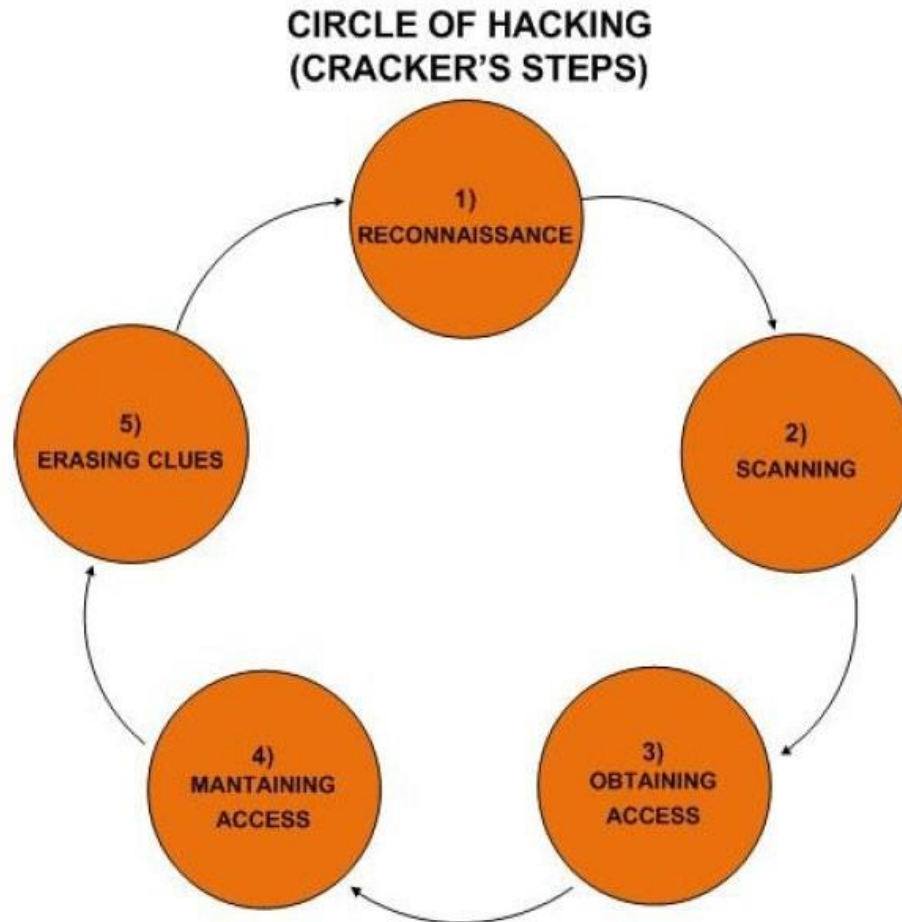 CIRCLE OF HACKING
(CRACKER'S STEPS)
1)
RECONNAISSANCE
2)
SCANNING
3)
OBTAINING
ACCESS
4)
MANTAINING
ACCESS
5)
ERASING CLUES